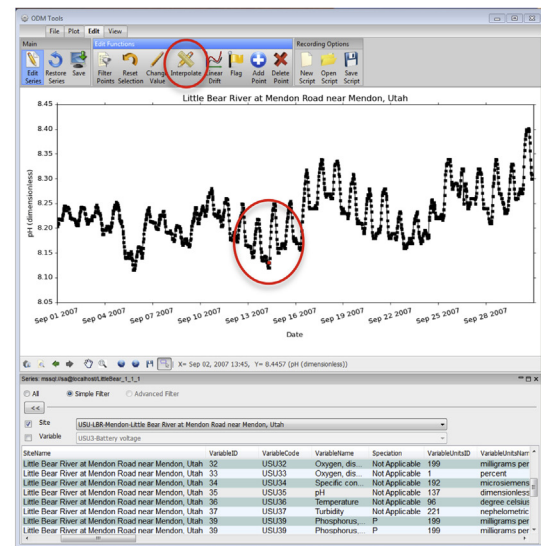 ODM Tools
File Plot Edit View
Main Edit Functions Recording Options
Edit Series Restore Series Save Filter Points Reset Selection Change Value Interpolate Linear Drift Flag Add Point Delete Point New Script Open Script Save Script
Little Bear River at Mendon Road near Mendon, Utah
8.45
8.40
8.35
8.30
8.25
8.20
8.15
8.10
8.05
pH (dimensionless)
Sep 01 2007 Sep 04 2007 Sep 07 2007 Sep 10 2007 Sep 13 2007 Sep 16 2007 Sep 19 2007 Sep 22 2007 Sep 25 2007 Sep 28 2007
Date
X= Sep 02, 2007 13:45, Y= 8.4457 (pH (dimensionless))
Series: mssql://sa@localhost/LittleBear_1_1_1
All Simple Filter Advanced Filter
<<
Site USU-LBR-Mendon-Little Bear River at Mendon Road near Mendon, Utah
Variable USU3-Battery voltage
SiteName VariableID VariableCode VariableName Speciation VariableUnitsID VariableUnitsNam
Little Bear River at Mendon Road near Mendon, Utah 32 USU32 Oxygen, dis... Not Applicable 199 milligrams per
Little Bear River at Mendon Road near Mendon, Utah 33 USU33 Oxygen, dis... Not Applicable 1 percent
Little Bear River at Mendon Road near Mendon, Utah 34 USU34 Specific con... Not Applicable 192 microsiemens
Little Bear River at Mendon Road near Mendon, Utah 35 USU35 pH Not Applicable 137 dimensionless
Little Bear River at Mendon Road near Mendon, Utah 36 USU36 Temperature Not Applicable 96 degree celsius
Little Bear River at Mendon Road near Mendon, Utah 37 USU37 Turbidity Not Applicable 221 nephelometric
Little Bear River at Mendon Road near Mendon, Utah 39 USU39 Phosphorus,... P 199 milligrams per
Little Bear River at Mendon Road near Mendon, Utah 39 USU39 Phosphorus,... P 199 milligrams per